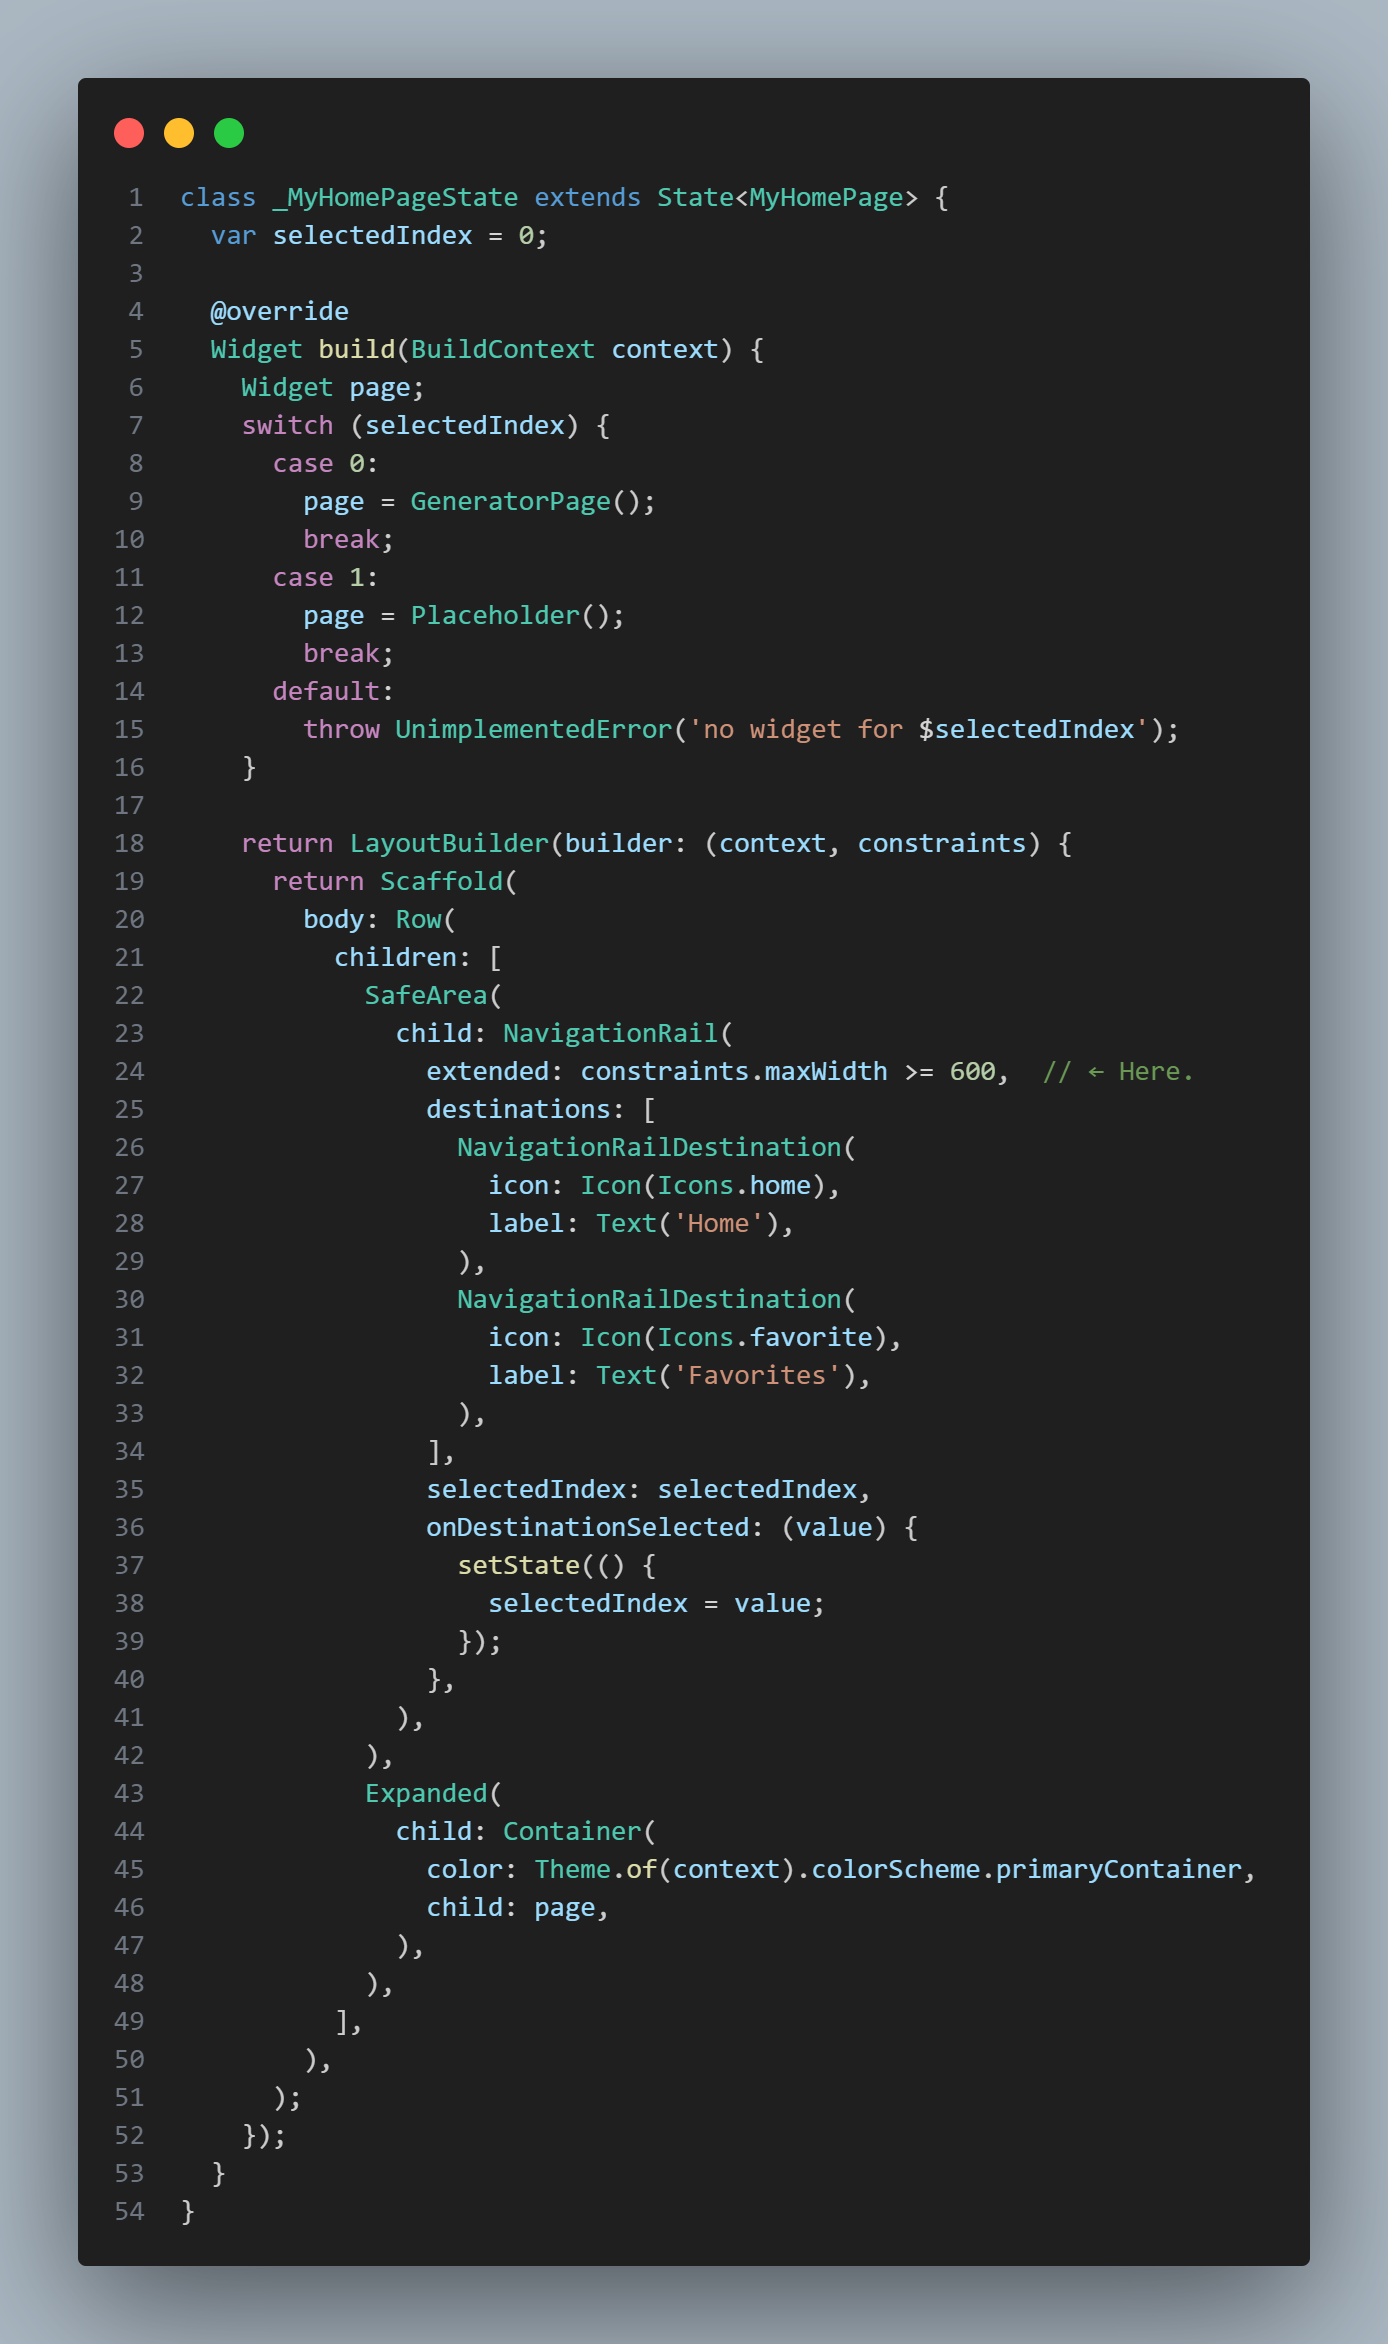 1 class _MyHomePageState extends State<MyHomePage> {
2   var selectedIndex = 0;
3
4   @override
5   Widget build(BuildContext context) {
6     Widget page;
7     switch (selectedIndex) {
8       case 0:
9         page = GeneratorPage();
10         break;
11       case 1:
12         page = Placeholder();
13         break;
14       default:
15         throw UnimplementedError('no widget for $selectedIndex');
16     }
17
18     return LayoutBuilder(builder: (context, constraints) {
19       return Scaffold(
20         body: Row(
21           children: [
22             SafeArea(
23               child: NavigationRail(
24                 extended: constraints.maxWidth >= 600,  // ← Here.
25                 destinations: [
26                   NavigationRailDestination(
27                     icon: Icon(Icons.home),
28                     label: Text('Home'),
29                   ),
30                   NavigationRailDestination(
31                     icon: Icon(Icons.favorite),
32                     label: Text('Favorites'),
33                   ),
34                 ],
35                 selectedIndex: selectedIndex,
36                 onDestinationSelected: (value) {
37                   setState(() {
38                     selectedIndex = value;
39                   });
40                 },
41               ),
42             ),
43             Expanded(
44               child: Container(
45                 color: Theme.of(context).colorScheme.primaryContainer,
46                 child: page,
47               ),
48             ),
49           ],
50         ),
51       );
52     });
53   }
54 }